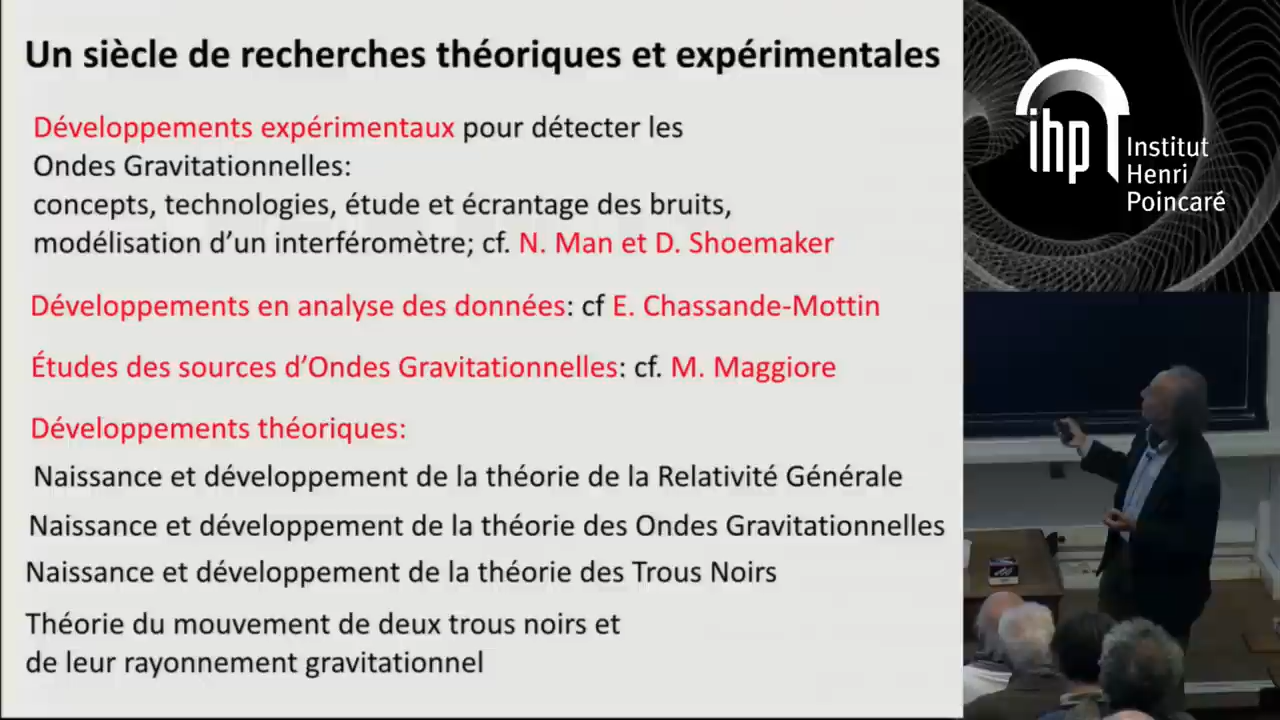 Un siècle de recherches théoriques et expérimentales
Développements expérimentaux pour détecter les
Ondes Gravitationnelles:
concepts, technologies, étude et écrantage des bruits,
modélisation d’un interféromètre; cf. N. Man et D. Shoemaker
Développements en analyse des données: cf E. Chassande-Mottin
Études des sources d’Ondes Gravitationnelles: cf. M. Maggiore
Développements théoriques:
Naissance et développement de la théorie de la Relativité Générale
Naissance et développement de la théorie des Ondes Gravitationnelles
Naissance et développement de la théorie des Trous Noirs
Théorie du mouvement de deux trous noirs et
de leur rayonnement gravitationnel
ihp
Institut
Henri
Poincaré